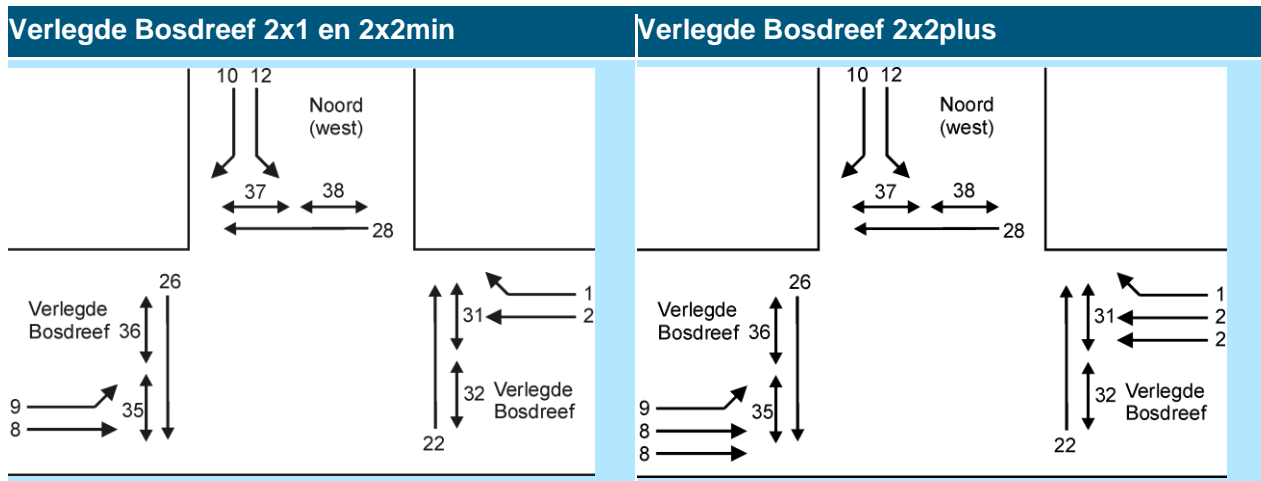 Verlegde Bosdreef 2x1 en 2x2min
10 12
Noord
(west)
37 38
28
26
Verlegde
Bosdreef 36
1
31 2
9
8
35
32 Verlegde
Bosdreef
22
Verlegde Bosdreef 2x2plus
10 12
Noord
(west)
37 38
28
26
Verlegde
Bosdreef 36
1
31 2
2
9
8
8
35
32 Verlegde
Bosdreef
22